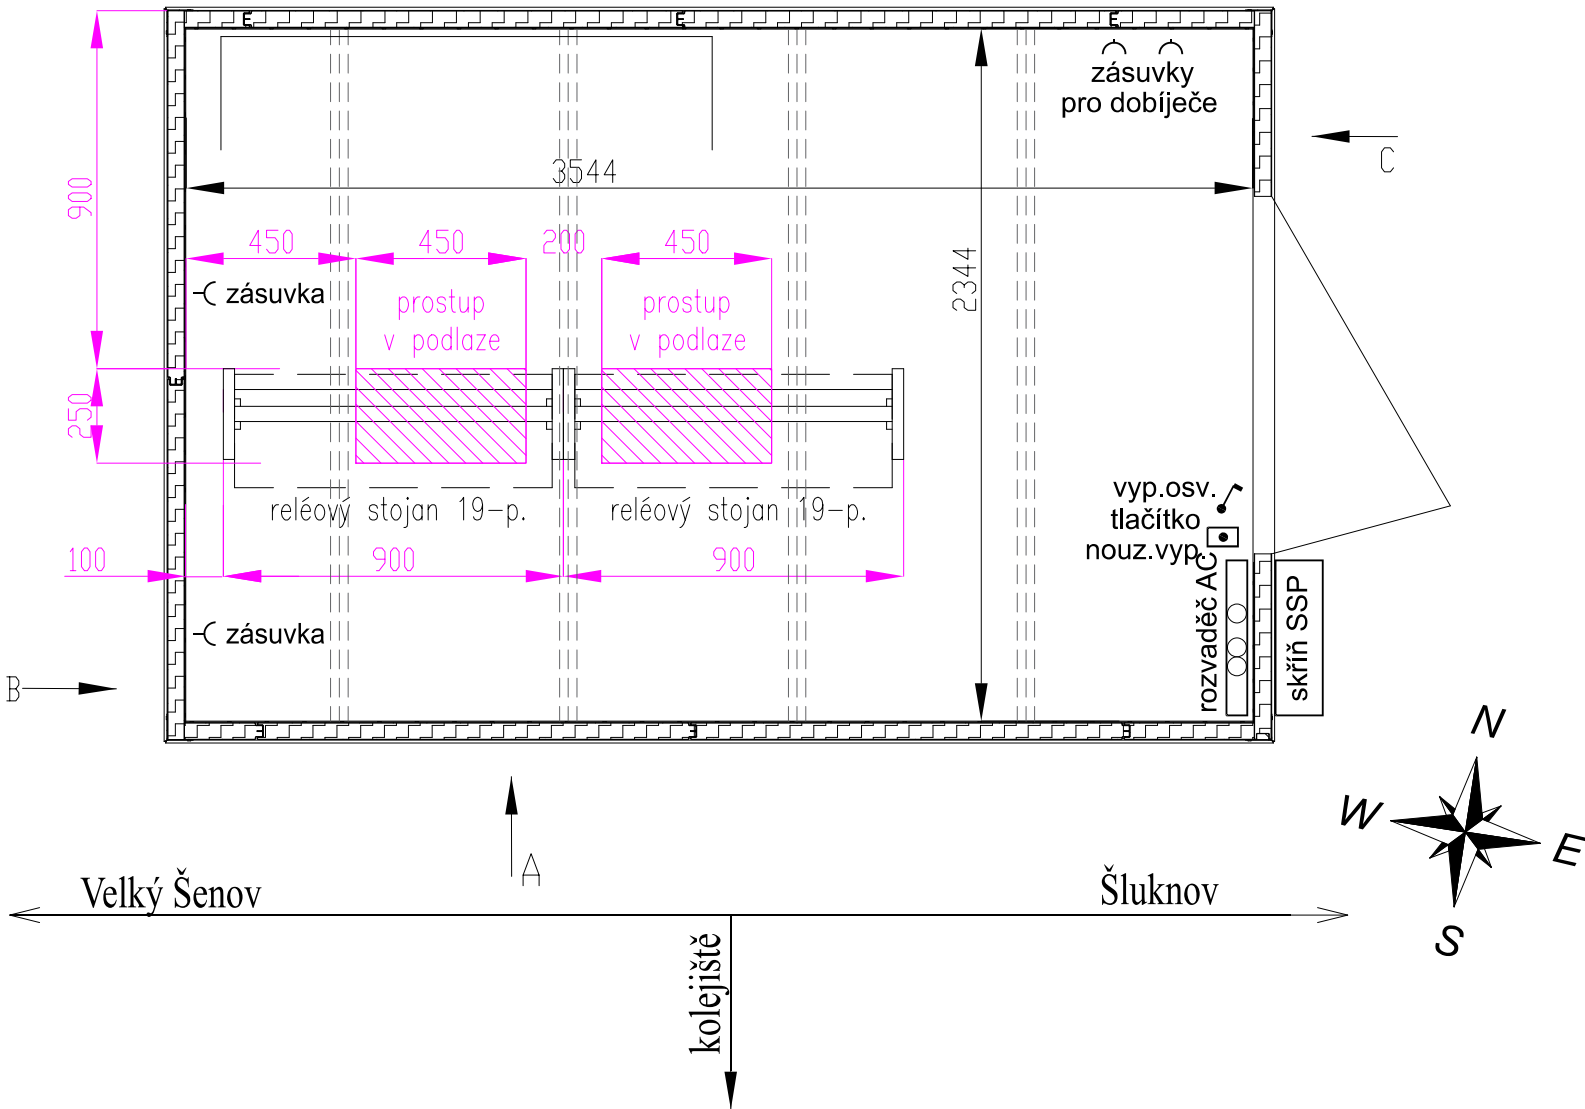 zásuvky
pro dobíječe
C
3544
900
450
450
200
450
2344
zásuvka
prostup
v podlaze
prostup
v podlaze
250
reléový stojan 19-p.
reléový stojan 19-p.
vyp.osv.
tlačítko
nouz.vyp.
100
900
900
rozvaděč AC
skříň SSP
zásuvka
B
N
W
E
S
A
Velký Šenov
Šluknov
kolejiště